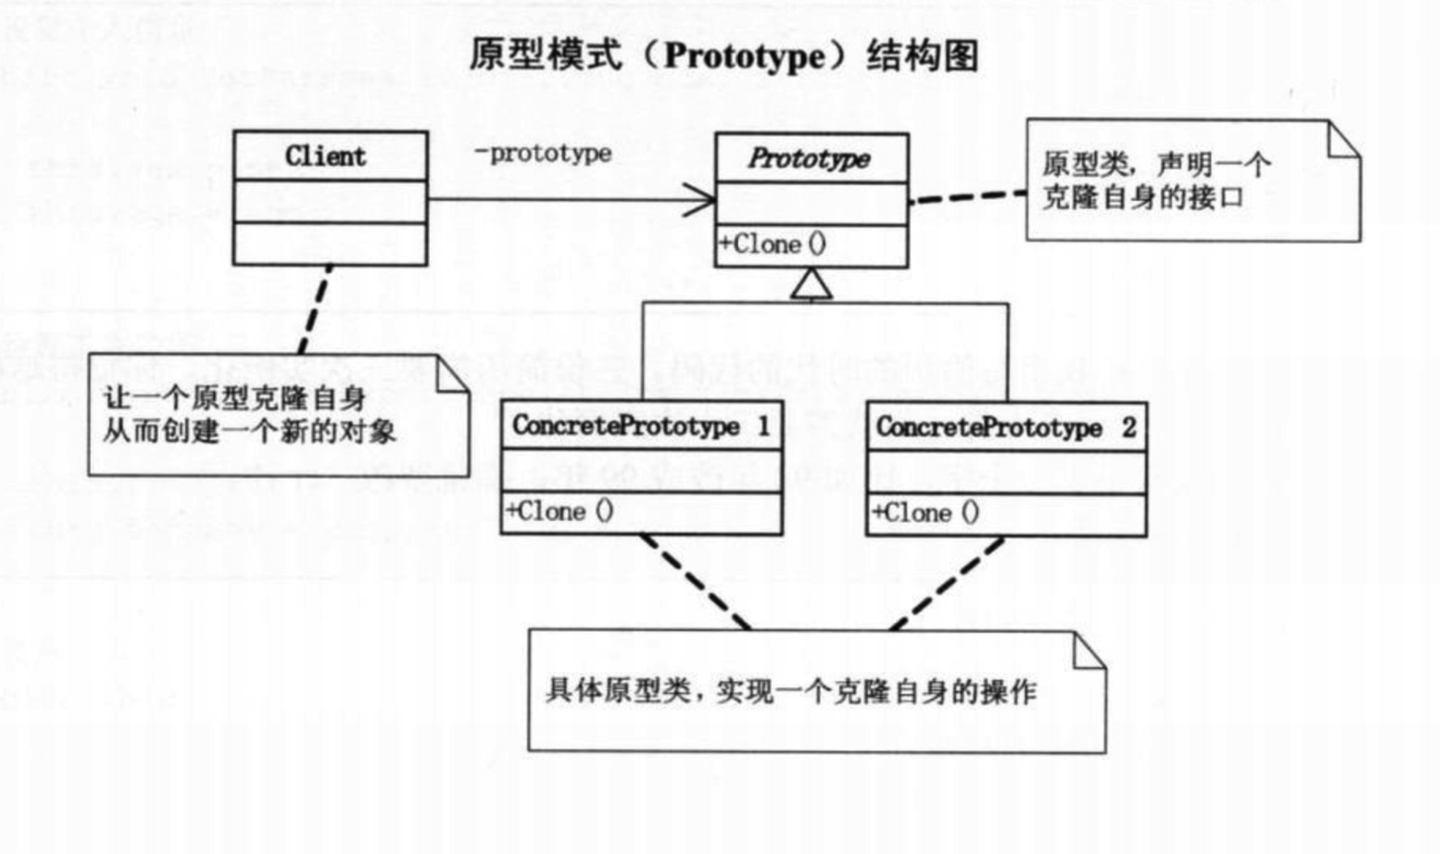 原型模式（Prototype）结构图
Client
-prototype
Prototype
+Clone()
原型类，声明一个
克隆自身的接口
让一个原型克隆自身
从而创建一个新的对象
ConcretePrototype 1
+Clone()
ConcretePrototype 2
+Clone()
具体原型类，实现一个克隆自身的操作